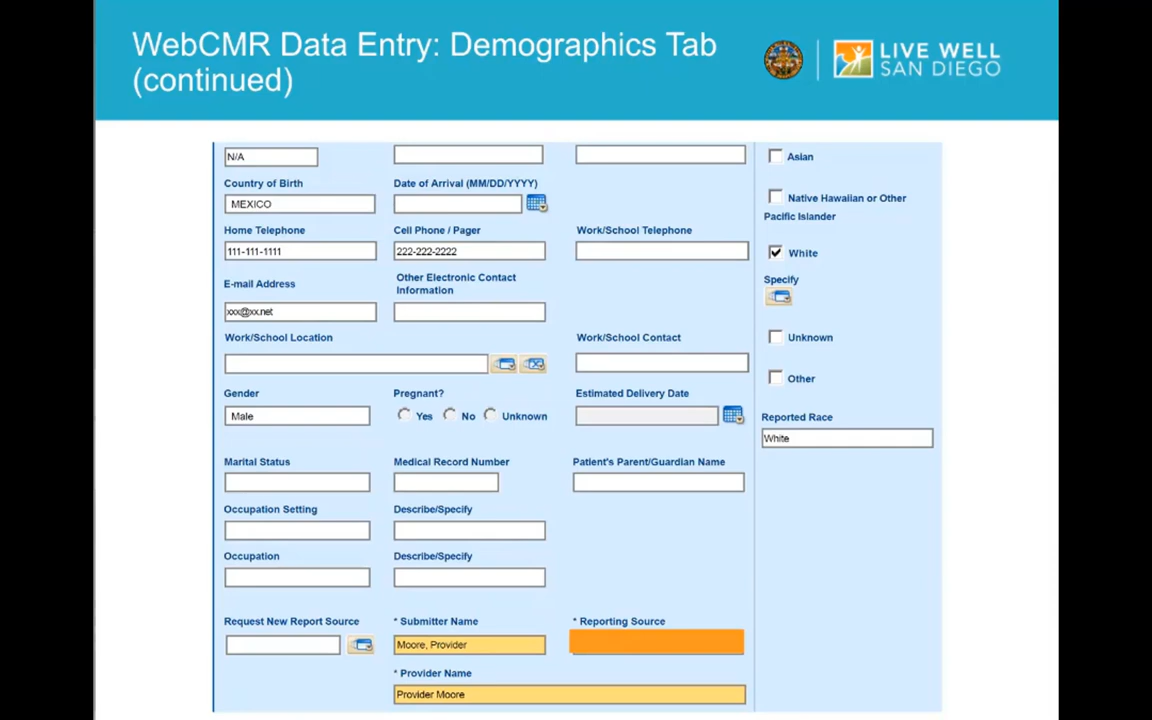 WebCMR Data Entry: Demographics Tab
(continued)
LIVE WELL
SAN DIEGO
N/A
Asian
Country of Birth
Date of Arrival (MM/DD/YYYY)
MEXICO
Native Hawaiian or Other
Pacific Islander
Home Telephone
Cell Phone / Pager
Work/School Telephone
111-111-1111
222-222-2222
White
E-mail Address
Other Electronic Contact
Information
Specify
xxx@xx.net
Work/School Location
Work/School Contact
Unknown
Other
Gender
Pregnant?
Estimated Delivery Date
Male
Yes
No
Unknown
Reported Race
White
Marital Status
Medical Record Number
Patient's Parent/Guardian Name
Occupation Setting
Describe/Specify
Occupation
Describe/Specify
Request New Report Source
* Submitter Name
* Reporting Source
Moore, Provider
* Provider Name
Provider Moore